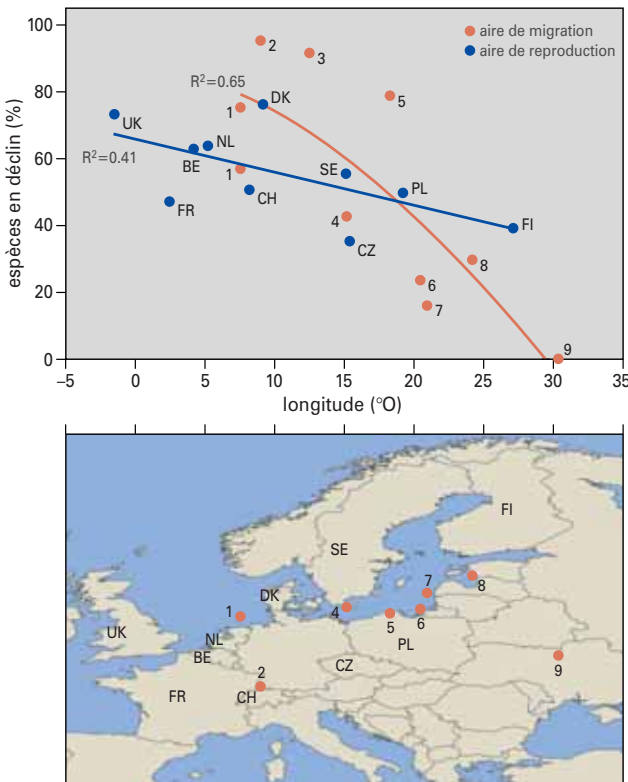 espèces en déclin (%)
100
80
60
40
20
0
aire de migration
aire de reproduction
R²=0.65
R²=0.41
2
3
5
1
DK
UK
NL
BE
1
CH
FR
SE
PL
4
CZ
FI
8
6
7
9
–5 0 5 10 15 20 25 30 35
longitude (°O)
FI
SE
DK
7
8
1
4
5
6
UK
NL
PL
BE
CZ
9
2
FR
CH